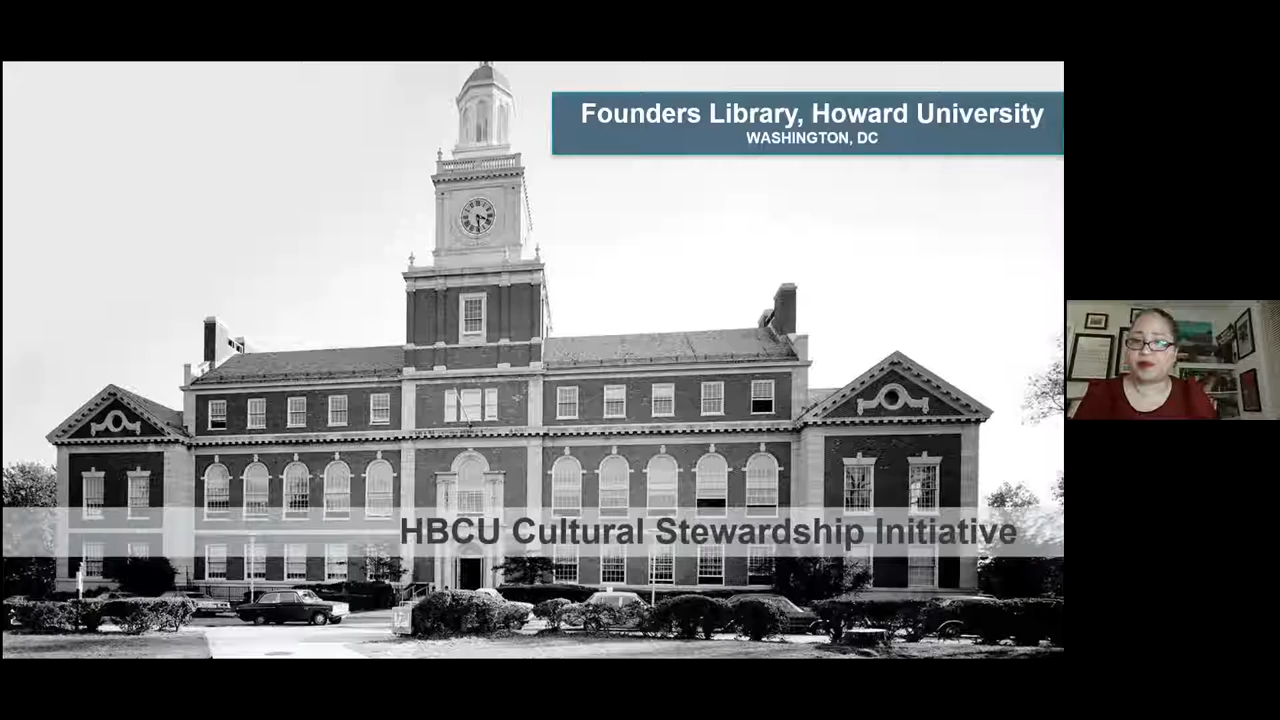 Founders Library, Howard University
WASHINGTON, DC
HBCU Cultural Stewardship Initiative